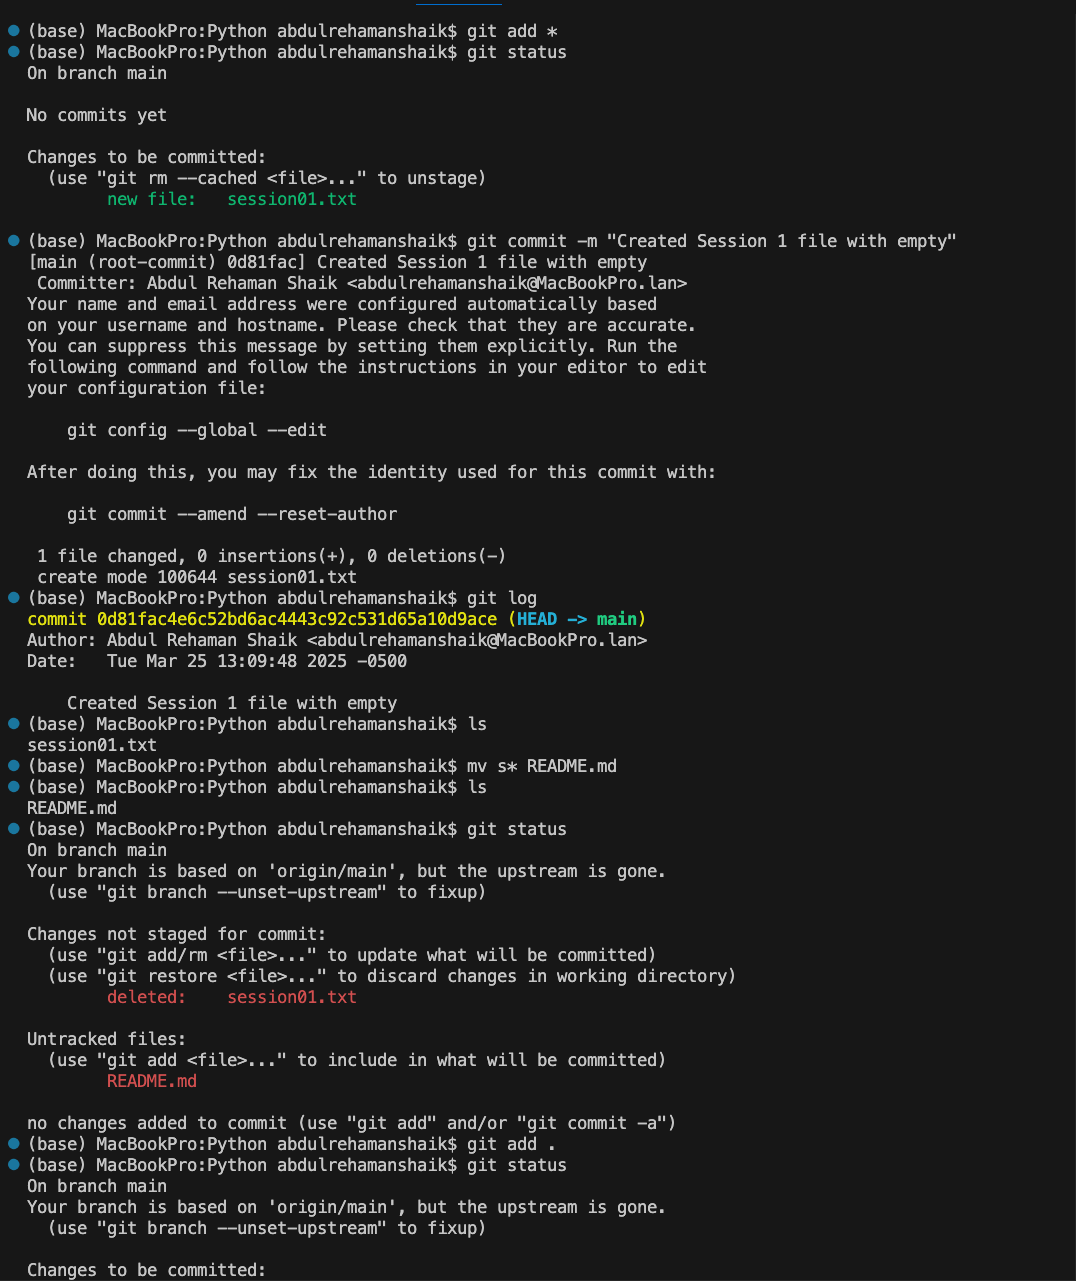 (base) MacBookPro:Python abdulrehamanshaik$ git add *
(base) MacBookPro:Python abdulrehamanshaik$ git status
On branch main

No commits yet

Changes to be committed:
  (use "git rm --cached <file>..." to unstage)
        new file:   session01.txt

(base) MacBookPro:Python abdulrehamanshaik$ git commit -m "Created Session 1 file with empty"
[main (root-commit) 0d81fac] Created Session 1 file with empty
 Committer: Abdul Rehaman Shaik <abdulrehamanshaik@MacBookPro.lan>
Your name and email address were configured automatically based
on your username and hostname. Please check that they are accurate.
You can suppress this message by setting them explicitly. Run the
following command and follow the instructions in your editor to edit
your configuration file:

    git config --global --edit

After doing this, you may fix the identity used for this commit with:

    git commit --amend --reset-author

 1 file changed, 0 insertions(+), 0 deletions(-)
 create mode 100644 session01.txt
(base) MacBookPro:Python abdulrehamanshaik$ git log
commit 0d81fac4e6c52bd6ac4443c92c531d65a10d9ace (HEAD -> main)
Author: Abdul Rehaman Shaik <abdulrehamanshaik@MacBookPro.lan>
Date:   Tue Mar 25 13:09:48 2025 -0500

    Created Session 1 file with empty
(base) MacBookPro:Python abdulrehamanshaik$ ls
session01.txt
(base) MacBookPro:Python abdulrehamanshaik$ mv s* README.md
(base) MacBookPro:Python abdulrehamanshaik$ ls
README.md
(base) MacBookPro:Python abdulrehamanshaik$ git status
On branch main
Your branch is based on 'origin/main', but the upstream is gone.
  (use "git branch --unset-upstream" to fixup)

Changes not staged for commit:
  (use "git add/rm <file>..." to update what will be committed)
  (use "git restore <file>..." to discard changes in working directory)
        deleted:    session01.txt

Untracked files:
  (use "git add <file>..." to include in what will be committed)
        README.md

no changes added to commit (use "git add" and/or "git commit -a")
(base) MacBookPro:Python abdulrehamanshaik$ git add .
(base) MacBookPro:Python abdulrehamanshaik$ git status
On branch main
Your branch is based on 'origin/main', but the upstream is gone.
  (use "git branch --unset-upstream" to fixup)

Changes to be committed: